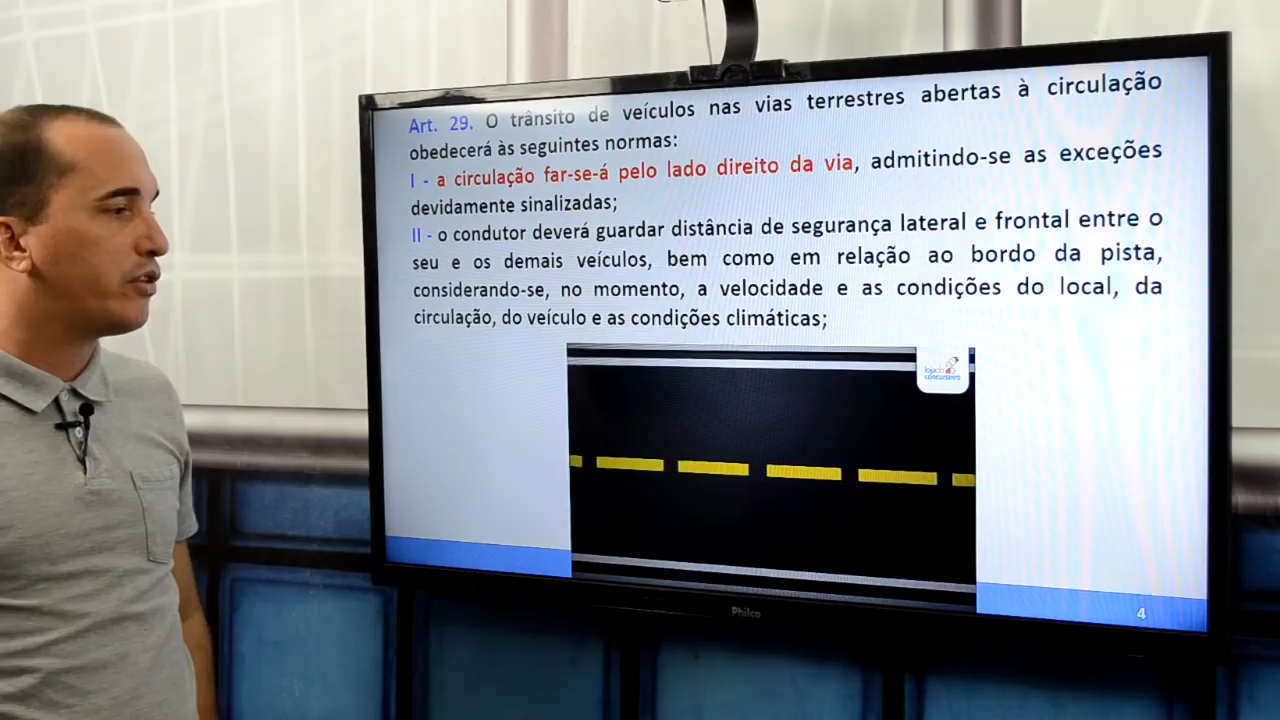 Art. 29. O trânsito de veículos nas vias terrestres abertas à circulação
obedecerá às seguintes normas:
I - a circulação far-se-á pelo lado direito da via, admitindo-se as exceções
devidamente sinalizadas;
II - o condutor deverá guardar distância de segurança lateral e frontal entre o
seu e os demais veículos, bem como em relação ao bordo da pista,
considerando-se, no momento, a velocidade e as condições do local, da
circulação, do veículo e as condições climáticas;
loja do
concurseiro
4
Philco